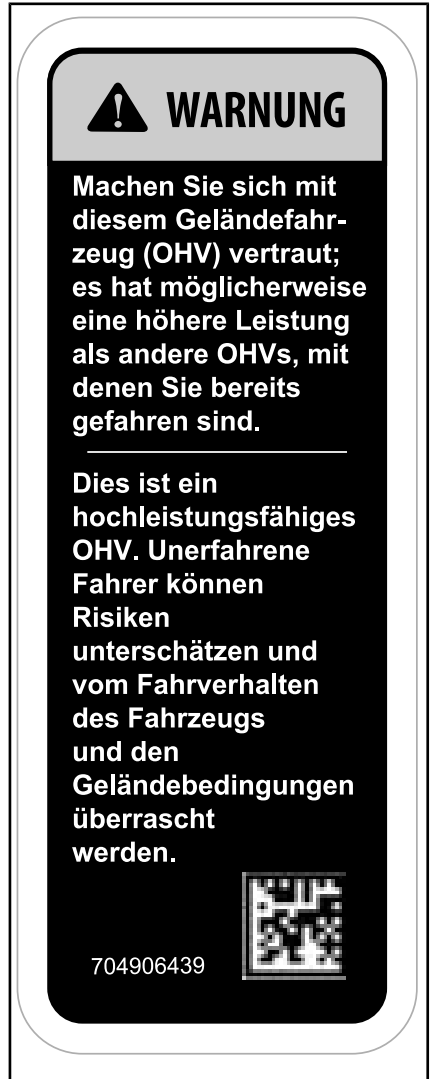 WARNUNG
Machen Sie sich mit
diesem Geländefahr-
zeug (OHV) vertraut;
es hat möglicherweise
eine höhere Leistung
als andere OHVs, mit
denen Sie bereits
gefahren sind.
Dies ist ein
hochleistungsfähiges
OHV. Unerfahrene
Fahrer können
Risiken
unterschätzen und
vom Fahrverhalten
des Fahrzeugs
und den
Geländebedingungen
überrascht
werden.
704906439